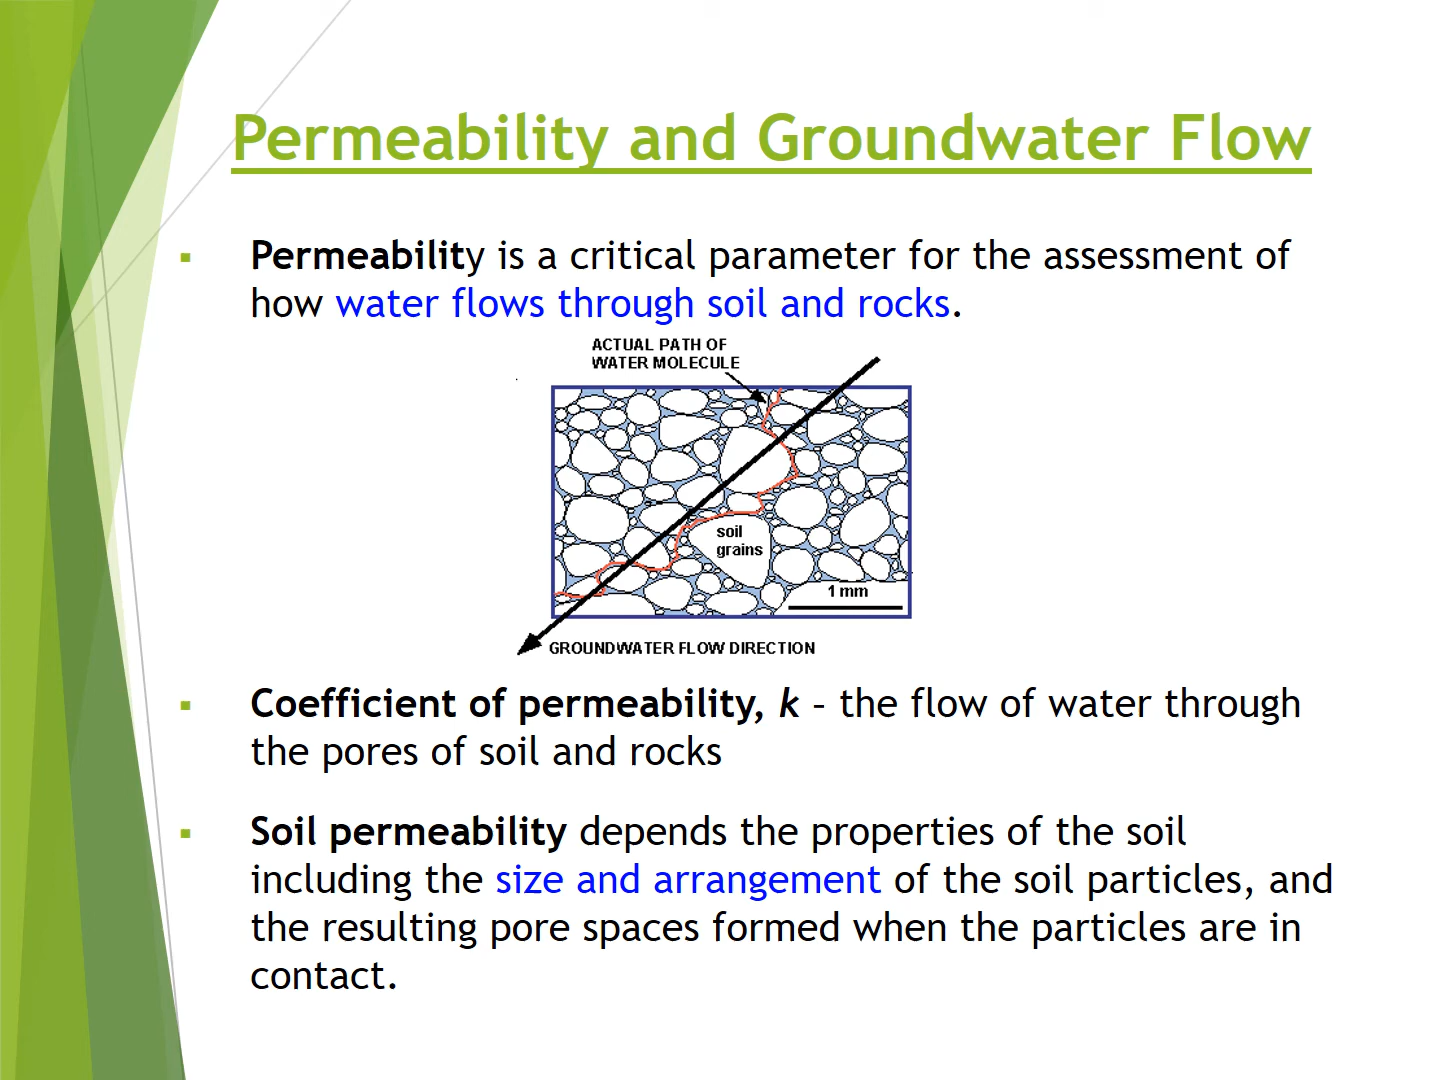 Permeability and Groundwater Flow
Permeability is a critical parameter for the assessment of
how water flows through soil and rocks.
ACTUAL PATH OF
WATER MOLECULE
soil
grains
1 mm
GROUNDWATER FLOW DIRECTION
Coefficient of permeability, k – the flow of water through
the pores of soil and rocks
Soil permeability depends the properties of the soil
including the size and arrangement of the soil particles, and
the resulting pore spaces formed when the particles are in
contact.